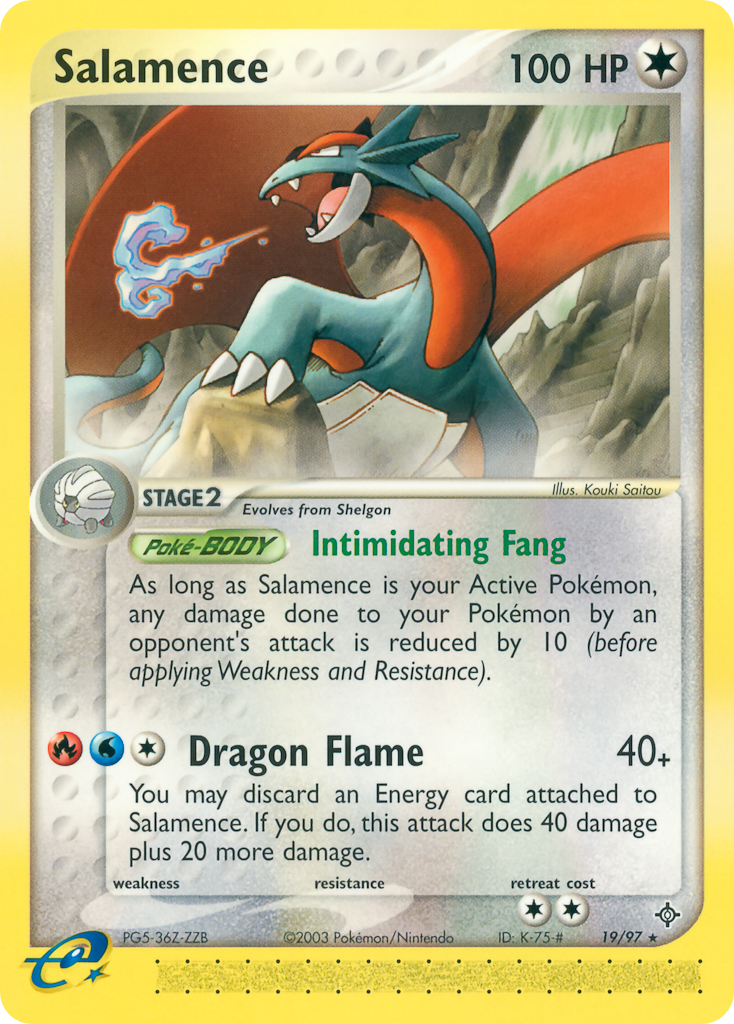 Salamence 100 HP
Illus. Kouki Saitou
STAGE 2
Evolves from Shelgon
Poké-BODY Intimidating Fang
As long as Salamence is your Active Pokémon,
any damage done to your Pokémon by an
opponent's attack is reduced by 10 (before
applying Weakness and Resistance).
Dragon Flame 40+
You may discard an Energy card attached to
Salamence. If you do, this attack does 40 damage
plus 20 more damage.
weakness resistance retreat cost
PG5-36Z-ZZB ©2003 Pokémon/Nintendo ID: K-75-# 19/97 ★
e